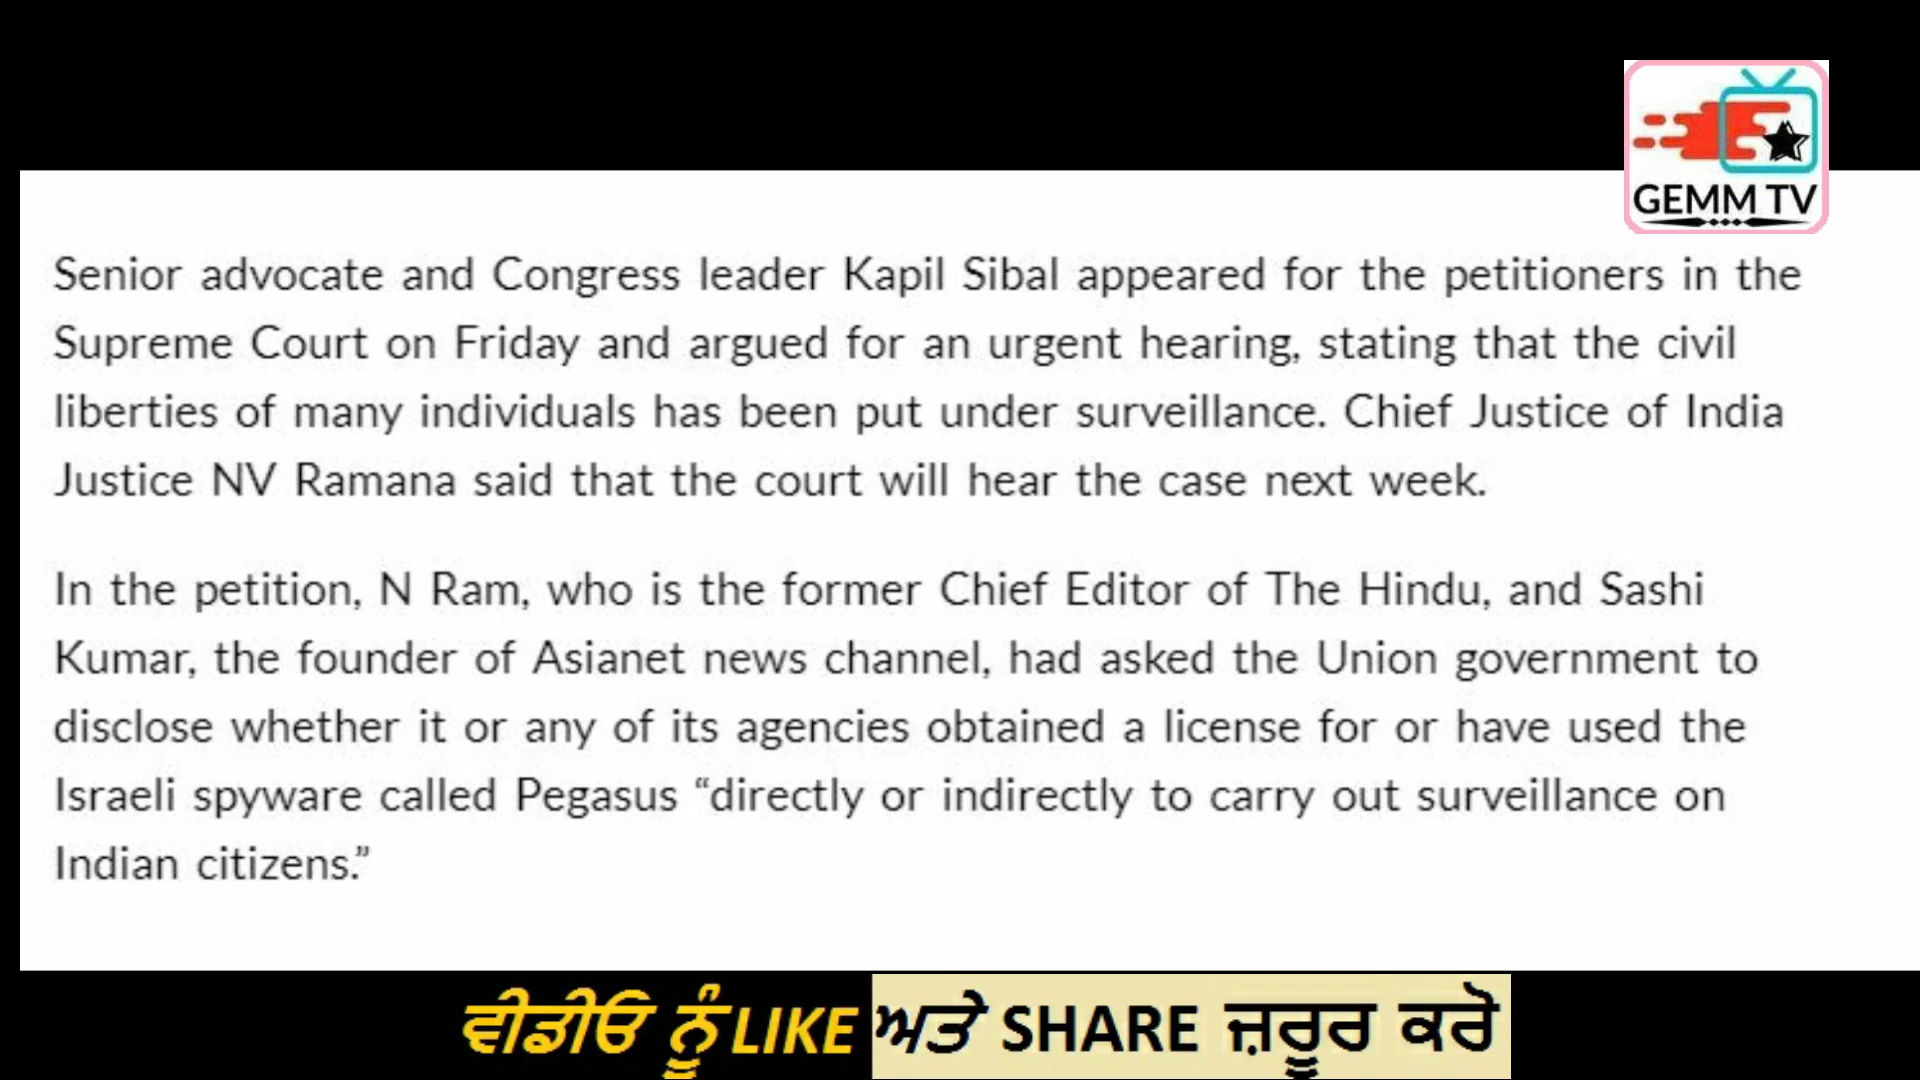 GEMM TV
Senior advocate and Congress leader Kapil Sibal appeared for the petitioners in the
Supreme Court on Friday and argued for an urgent hearing, stating that the civil
liberties of many individuals has been put under surveillance. Chief Justice of India
Justice NV Ramana said that the court will hear the case next week.
In the petition, N Ram, who is the former Chief Editor of The Hindu, and Sashi
Kumar, the founder of Asianet news channel, had asked the Union government to
disclose whether it or any of its agencies obtained a license for or have used the
Israeli spyware called Pegasus “directly or indirectly to carry out surveillance on
Indian citizens.”
ਵੀਡੀਓ ਨੂੰ LIKE ਅਤੇ SHARE ਜ਼ਰੂਰ ਕਰੋ